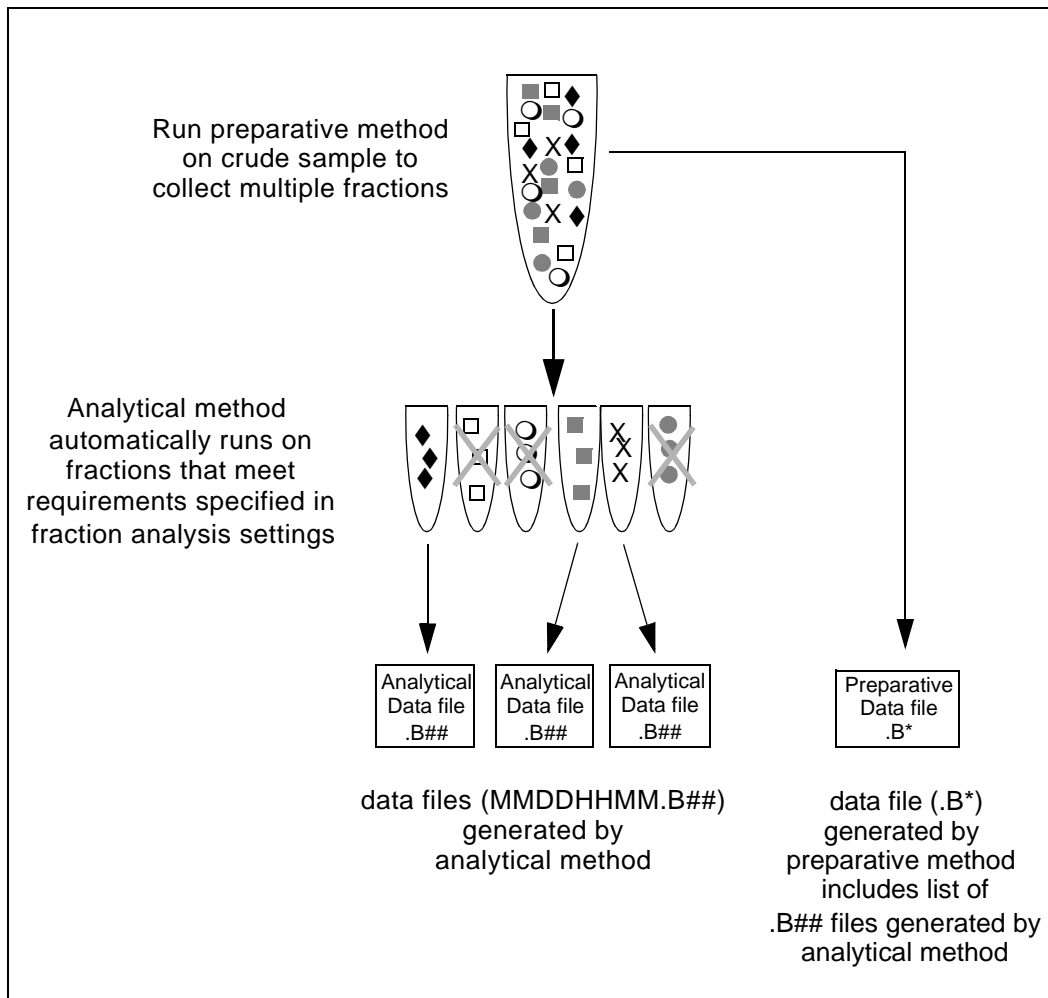 Run preparative method
on crude sample to
collect multiple fractions
Analytical method
automatically runs on
fractions that meet
requirements specified in
fraction analysis settings
Analytical
Data file
.B##
Analytical
Data file
.B##
Analytical
Data file
.B##
Preparative
Data file
.B*
data files (MMDDHHMM.B##)
generated by
analytical method
data file (.B*)
generated by
preparative method
includes list of
.B## files generated by
analytical method